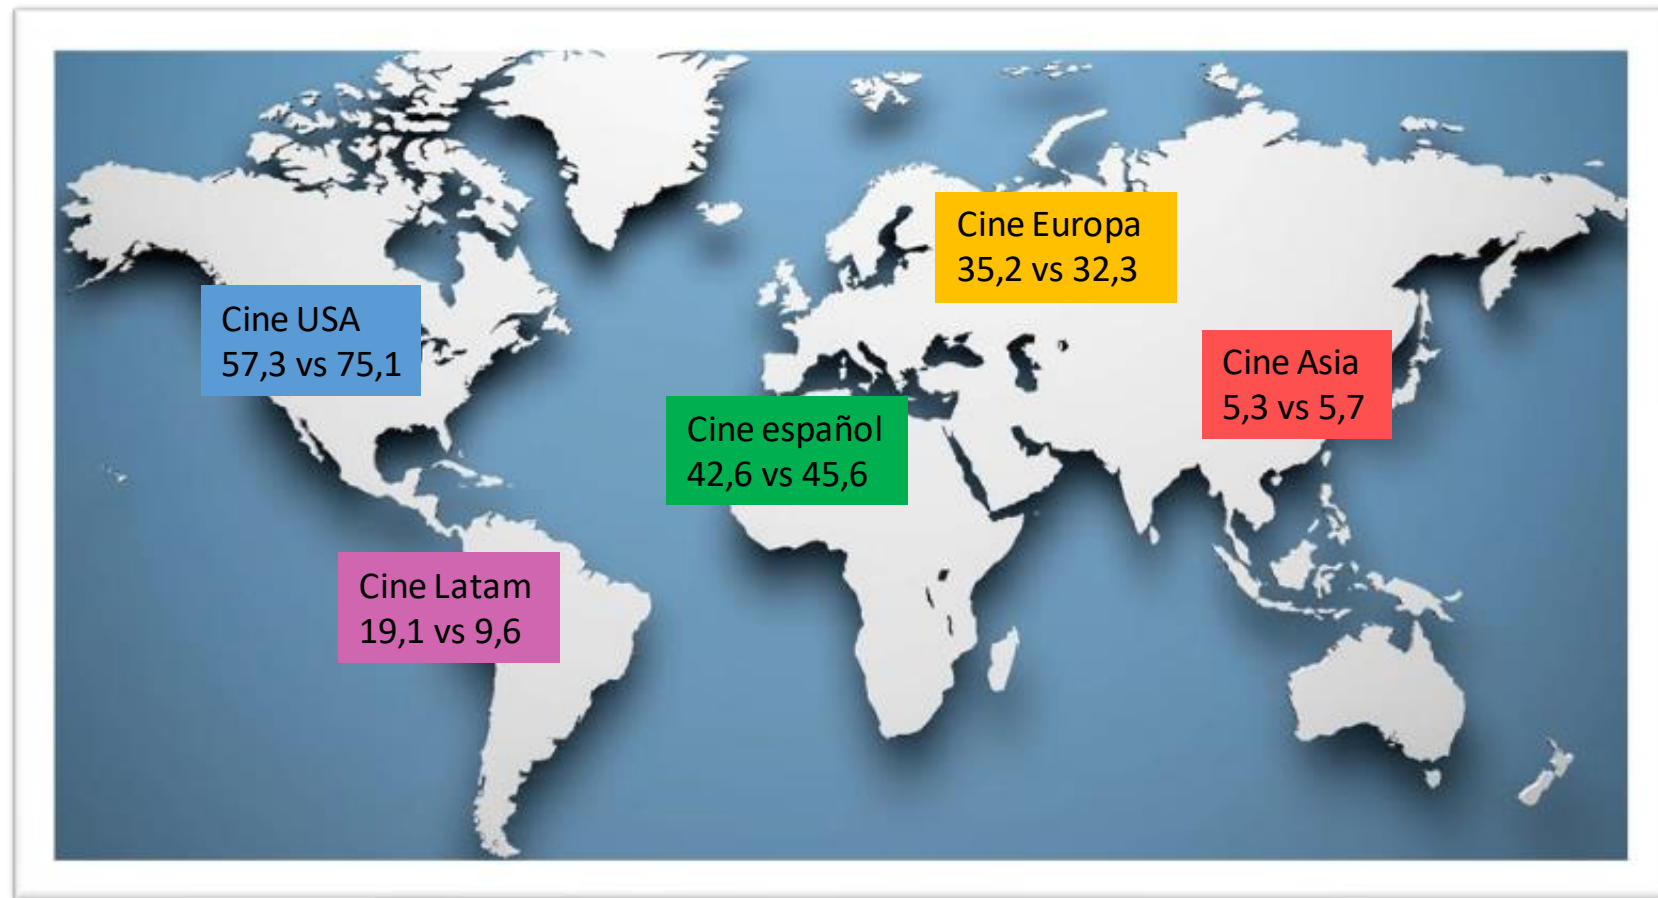 Cine Europa
35,2 vs 32,3
Cine USA
57,3 vs 75,1
Cine Asia
5,3 vs 5,7
Cine español
42,6 vs 45,6
Cine Latam
19,1 vs 9,6